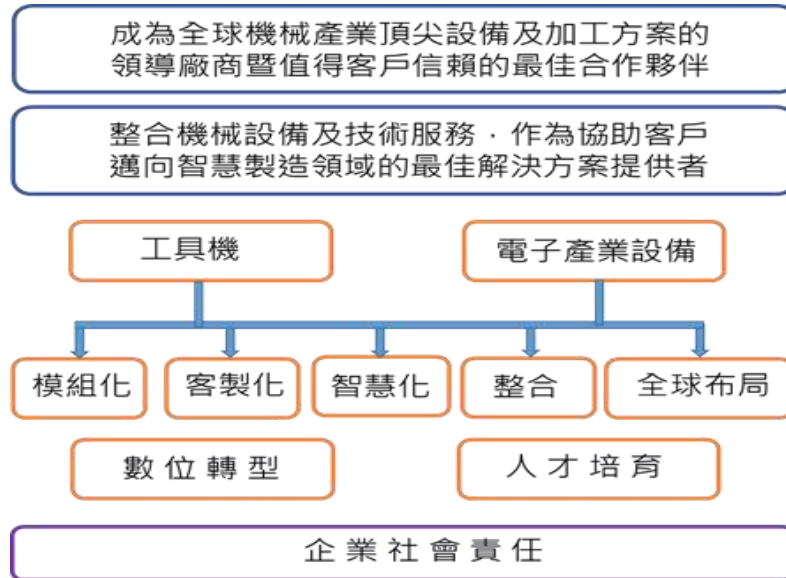 成為全球機械產業頂尖設備及加工方案的
領導廠商暨值得客戶信賴的最佳合作夥伴
整合機械設備及技術服務，作為協助客戶
邁向智慧製造領域的最佳解決方案提供者
工具機
電子產業設備
模組化
客製化
智慧化
整合
全球布局
數位轉型
人才培育
企業社會責任